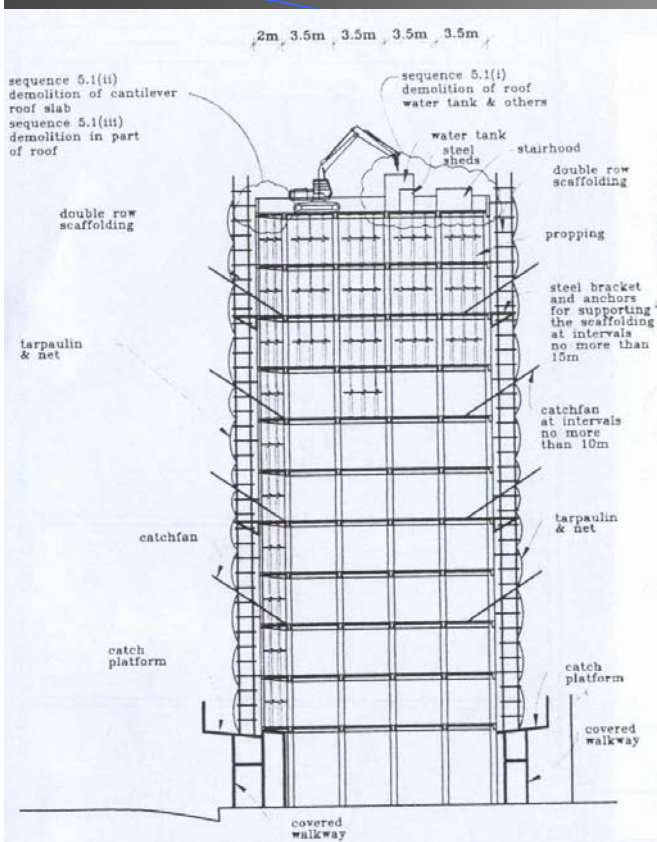 2m 3.5m 3.5m 3.5m 3.5m
sequence 5.1(ii)
demolition of cantilever
roof slab
sequence 5.1(iii)
demolition in part
of roof
sequence 5.1(i)
demolition of roof
water tank & others
water tank
steel
sheds
stairhood
double row
scaffolding
double row
scaffolding
propping
steel bracket
and anchors
for supporting
the scaffolding
at intervals
no more than
15m
tarpaulin
& net
catchfan
at intervals
no more
than 10m
catchfan
tarpaulin
& net
catch
platform
catch
platform
covered
walkway
covered
walkway